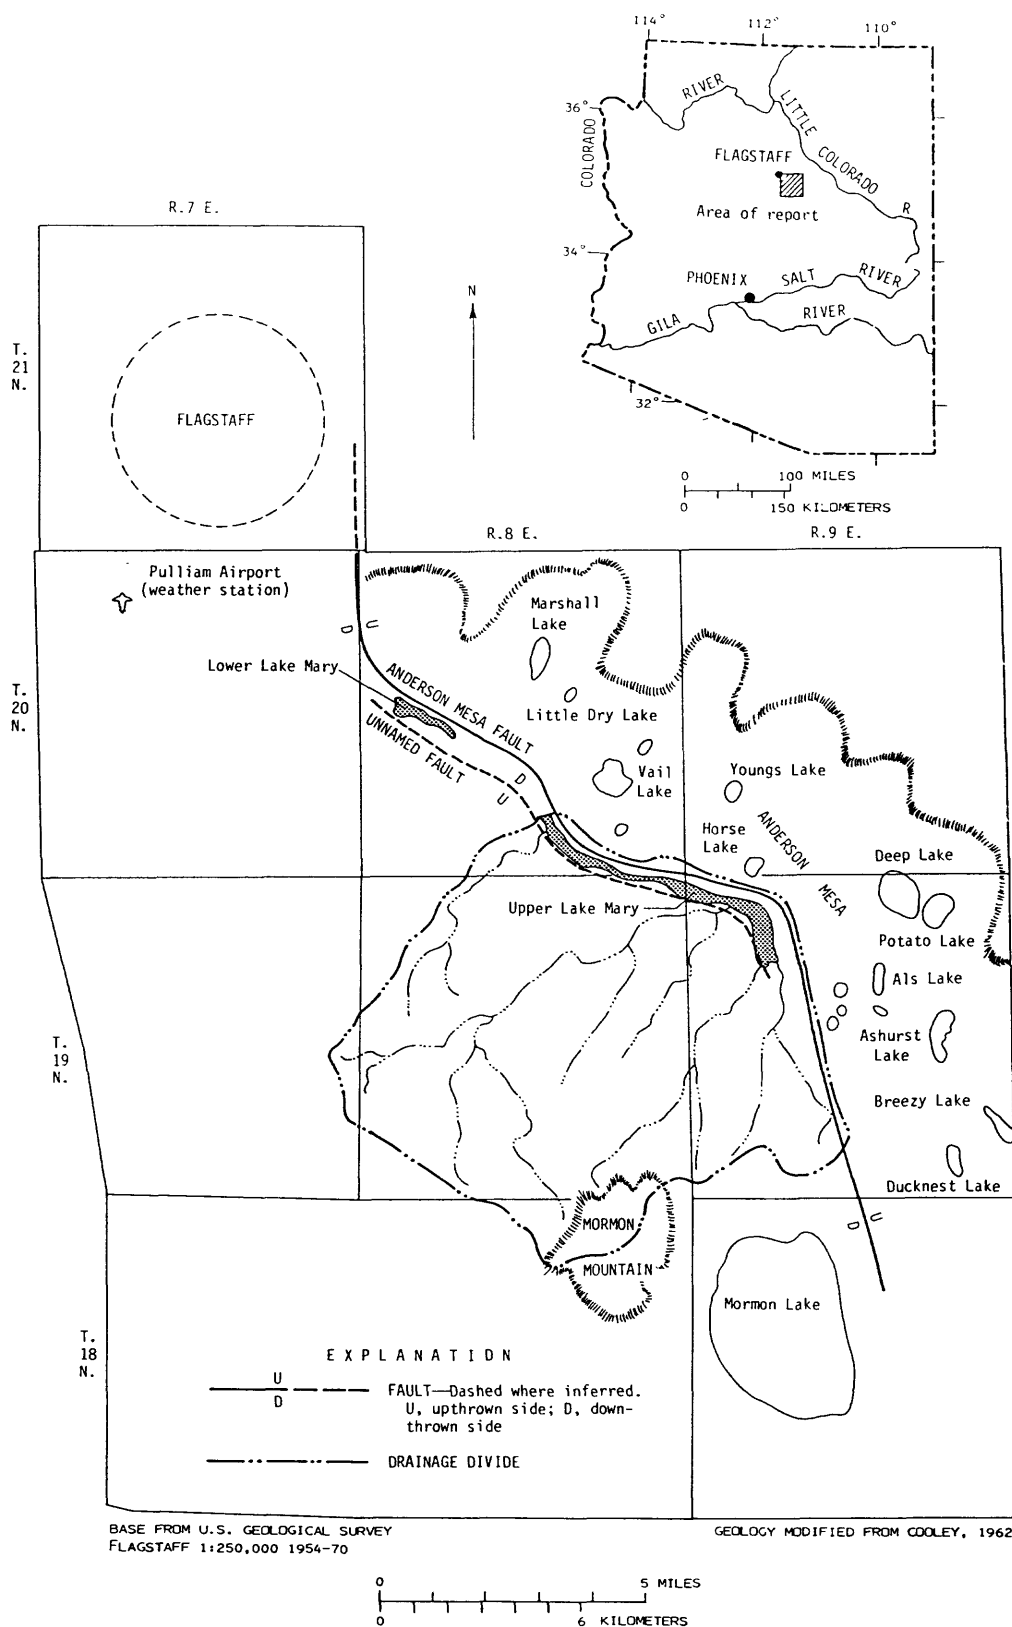 114°
112°
110°
36°
34°
32°
COLORADO
RIVER
LITTLE COLORADO
R
FLAGSTAFF
Area of report
PHOENIX
SALT
RIVER
GILA
RIVER
0 100 MILES
0 150 KILOMETERS
N
R.7 E.
T.
21
N.
FLAGSTAFF
R.8 E.
R.9 E.
Pulliam Airport
(weather station)
Marshall
Lake
D
U
Lower Lake Mary
ANDERSON MESA FAULT
T.
20
N.
Little Dry Lake
UNNAMED FAULT
D
U
Vail
Lake
Youngs Lake
Horse
Lake
ANDERSON
MESA
Deep Lake
Upper Lake Mary
Potato Lake
Als Lake
T.
19
N.
Ashurst
Lake
Breezy Lake
Ducknest Lake
MORMON
MOUNTAIN
D
U
Mormon Lake
T.
18
N.
EXPLANATION
U
D
FAULT—Dashed where inferred.
U, upthrown side; D, down-
thrown side
DRAINAGE DIVIDE
BASE FROM U.S. GEOLOGICAL SURVEY
FLAGSTAFF 1:250,000 1954-70
GEOLOGY MODIFIED FROM COOLEY, 1962
0 5 MILES
0 6 KILOMETERS